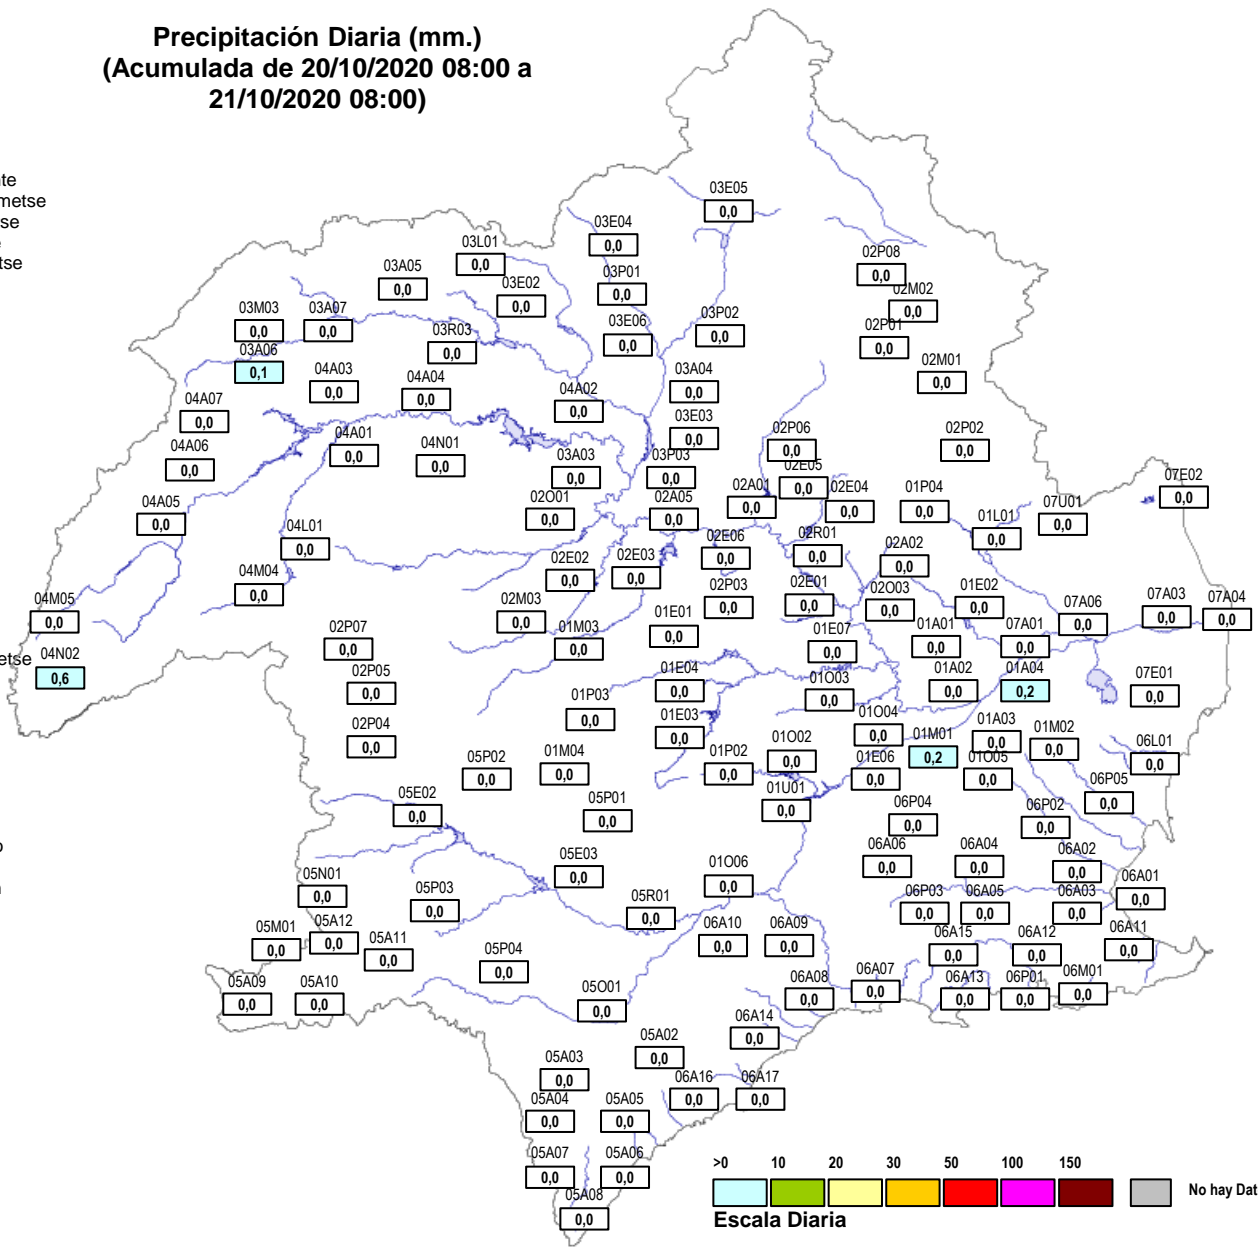 Precipitación Diaria (mm.)
(Acumulada de 20/10/2020 08:00 a
21/10/2020 08:00)
nte
metse
se
e
tse
03E05
0,0
03E04
0,0
03L01
0,0
02P08
0,0
03A05
0,0
03P01
0,0
03E02
0,0
02M02
0,0
03M03
0,0
03A07
0,0
03P02
0,0
03E06
0,0
03R03
0,0
02P01
0,0
03A06
0,1
02M01
0,0
04A03
0,0
04A04
0,0
03A04
0,0
04A02
0,0
04A07
0,0
03E03
0,0
02P06
0,0
02P02
0,0
04A01
0,0
04N01
0,0
04A06
0,0
03A03
0,0
03P03
0,0
02E05
0,0
07E02
0,0
02A01
0,0
02E04
0,0
01P04
0,0
04A05
0,0
02O01
0,0
02A05
0,0
07U01
0,0
01L01
0,0
04L01
0,0
02E06
0,0
02R01
0,0
02A02
0,0
02E02
0,0
02E03
0,0
04M04
0,0
02P03
0,0
02E01
0,0
02O03
0,0
01E02
0,0
07A03
0,0
07A04
0,0
04M05
0,0
02M03
0,0
01E01
0,0
07A06
0,0
02P07
0,0
01M03
0,0
01E07
0,0
01A01
0,0
07A01
0,0
etse
04N02
0,6
02P05
0,0
01E04
0,0
01O03
0,0
01A02
0,0
01A04
0,2
07E01
0,0
01P03
0,0
01E03
0,0
01O04
0,0
01A03
0,0
01M02
0,0
02P04
0,0
01M01
0,2
06L01
0,0
05P02
0,0
01M04
0,0
01P02
0,0
01O02
0,0
01E06
0,0
01O05
0,0
05E02
0,0
05P01
0,0
01U01
0,0
06P05
0,0
06P04
0,0
06P02
0,0
o
05E03
0,0
01O06
0,0
06A06
0,0
06A04
0,0
06A02
0,0
n
05N01
0,0
05P03
0,0
05R01
0,0
06P03
0,0
06A05
0,0
06A03
0,0
06A01
0,0
05M01
0,0
05A12
0,0
05A11
0,0
06A10
0,0
06A09
0,0
06A15
0,0
06A12
0,0
06A11
0,0
05P04
0,0
05A09
0,0
05A10
0,0
05O01
0,0
06A08
0,0
06A07
0,0
06A13
0,0
06P01
0,0
06M01
0,0
06A14
0,0
05A02
0,0
05A03
0,0
06A16
0,0
06A17
0,0
05A04
0,0
05A05
0,0
05A07
0,0
05A06
0,0
05A08
0,0
>0 10 20 30 50 100 150
No hay Dat
Escala Diaria